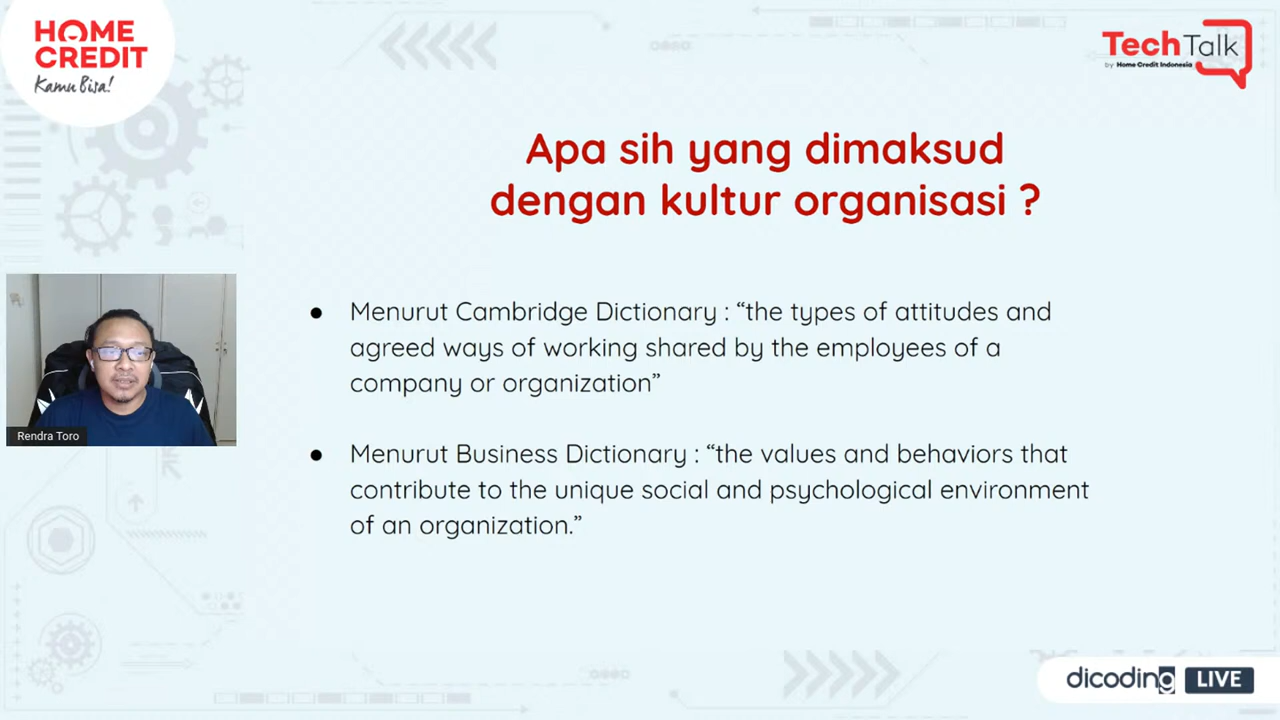 HOME
CREDIT
Kamu Bisa!
TechTalk
by Home Credit Indonesia
Apa sih yang dimaksud
dengan kultur organisasi ?
● Menurut Cambridge Dictionary : “the types of attitudes and
agreed ways of working shared by the employees of a
company or organization”
● Menurut Business Dictionary : “the values and behaviors that
contribute to the unique social and psychological environment
of an organization.”
Rendra Toro
dicoding LIVE